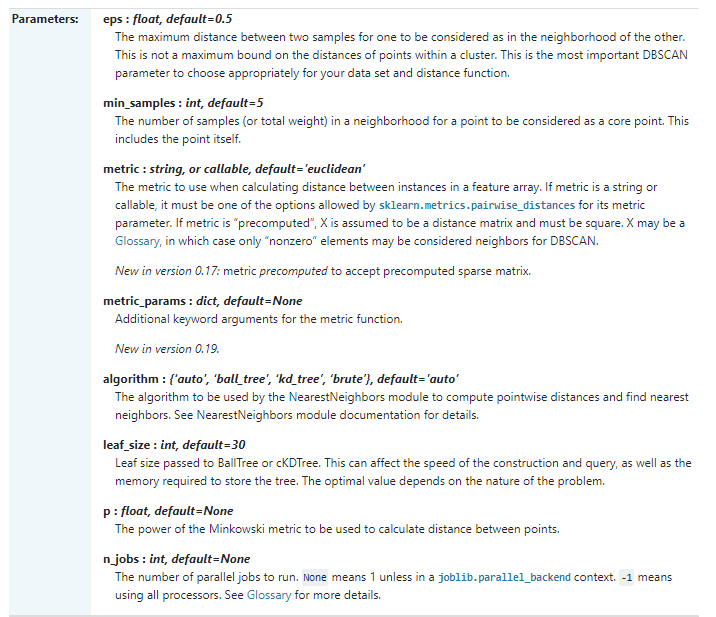 Parameters:
eps : float, default=0.5
The maximum distance between two samples for one to be considered as in the neighborhood of the other.
This is not a maximum bound on the distances of points within a cluster. This is the most important DBSCAN
parameter to choose appropriately for your data set and distance function.
min_samples : int, default=5
The number of samples (or total weight) in a neighborhood for a point to be considered as a core point. This
includes the point itself.
metric : string, or callable, default='euclidean'
The metric to use when calculating distance between instances in a feature array. If metric is a string or
callable, it must be one of the options allowed by sklearn.metrics.pairwise_distances for its metric
parameter. If metric is “precomputed”, X is assumed to be a distance matrix and must be square. X may be a
Glossary, in which case only “nonzero” elements may be considered neighbors for DBSCAN.
New in version 0.17: metric precomputed to accept precomputed sparse matrix.
metric_params : dict, default=None
Additional keyword arguments for the metric function.
New in version 0.19.
algorithm : {'auto', 'ball_tree', 'kd_tree', 'brute'}, default='auto'
The algorithm to be used by the NearestNeighbors module to compute pointwise distances and find nearest
neighbors. See NearestNeighbors module documentation for details.
leaf_size : int, default=30
Leaf size passed to BallTree or cKDTree. This can affect the speed of the construction and query, as well as the
memory required to store the tree. The optimal value depends on the nature of the problem.
p : float, default=None
The power of the Minkowski metric to be used to calculate distance between points.
n_jobs : int, default=None
The number of parallel jobs to run. None means 1 unless in a joblib.parallel_backend context. -1 means
using all processors. See Glossary for more details.